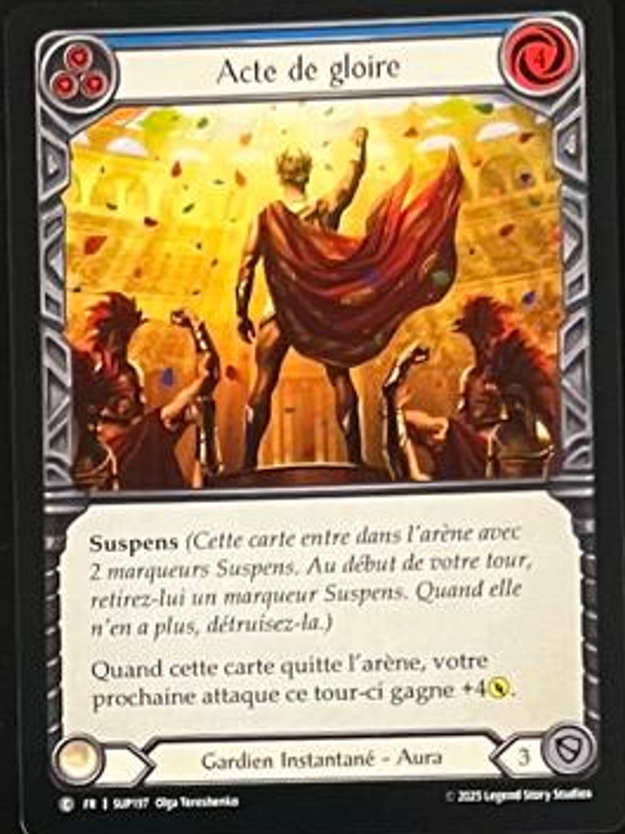 Acte de gloire
4
Suspens (Cette carte entre dans l'arène avec
2 marqueurs Suspens. Au début de votre tour,
retirez-lui un marqueur Suspens. Quand elle
n'en a plus, détruisez-la.)
Quand cette carte quitte l'arène, votre
prochaine attaque ce tour-ci gagne +4.
Gardien Instantané - Aura
3
C FR | SUP197 Olga Tereshenko
© 2025 Legend Story Studios